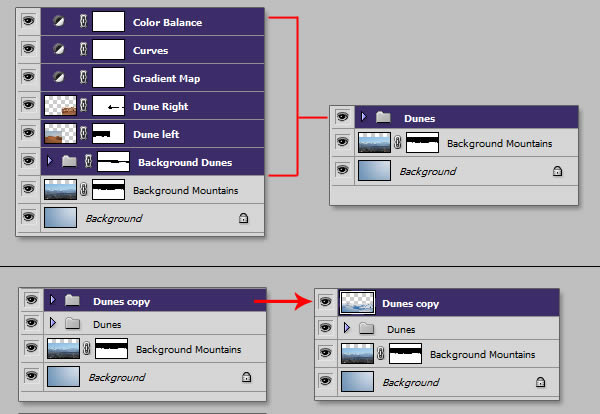 Color Balance
Curves
Gradient Map
Dune Right
Dune left
Background Dunes
Background Mountains
Background
Dunes
Background Mountains
Background
Dunes copy
Dunes
Background Mountains
Background
Dunes copy
Dunes
Background Mountains
Background